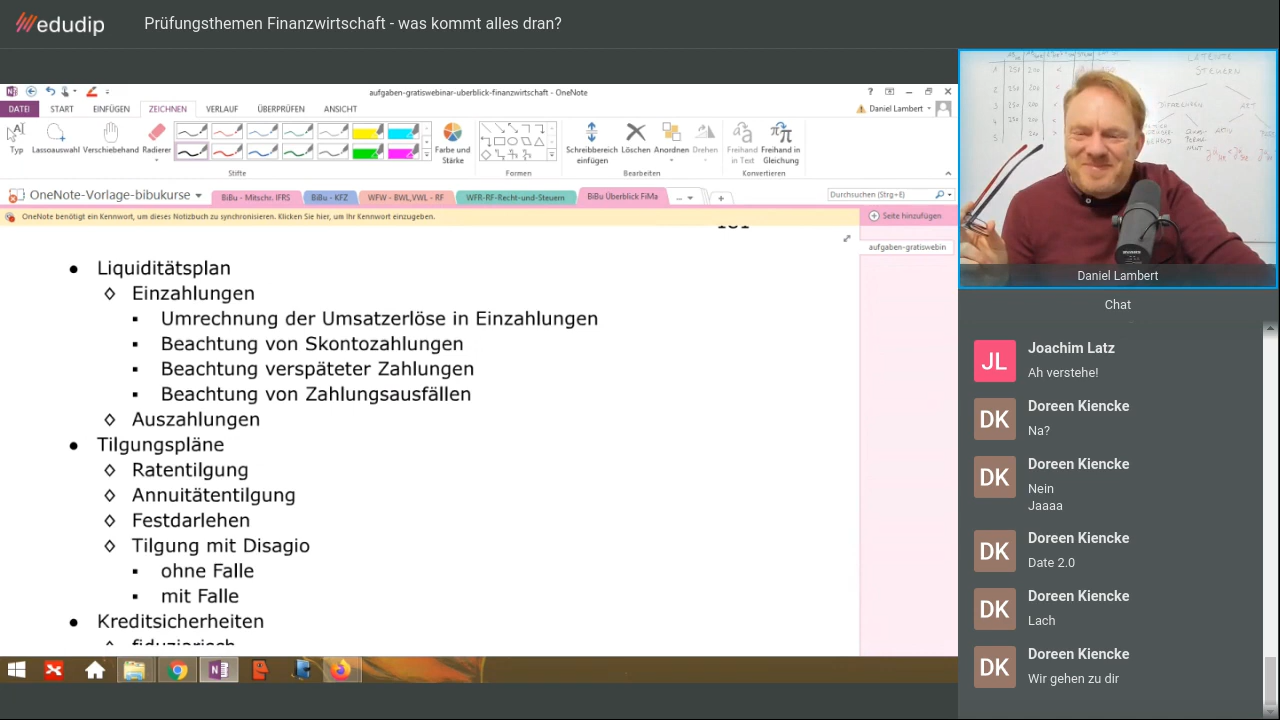 edudip
Prüfungsthemen Finanzwirtschaft - was kommt alles dran?
aufgaben-gratiswebinar-uberblick-finanzwirtschaft - OneNote
DATEI START EINFÜGEN ZEICHNEN VERLAUF ÜBERPRÜFEN ANSICHT
Daniel Lambert
Typ Lassoauswahl Verschiebehand Radierer
Farbe und Stärke
Schreibbereich einfügen
Löschen Anordnen Drehen
Freihand in Text
Freihand in Gleichung
Stifte Formen Bearbeiten Konvertieren
OneNote-Vorlage-bibukurse
BiBu - Mitschr. IFRS
BiBu - KFZ
WFW - BWL,VWL - RF
WFR-RF-Recht-und-Steuern
BiBu Überblick FiMa
Durchsuchen (Strg+E)
OneNote benötigt ein Kennwort, um dieses Notizbuch zu synchronisieren. Klicken Sie hier, um Ihr Kennwort einzugeben.
Seite hinzufügen
aufgaben-gratiswebin
• Liquiditätsplan
◊ Einzahlungen
▪ Umrechnung der Umsatzerlöse in Einzahlungen
▪ Beachtung von Skontozahlungen
▪ Beachtung verspäteter Zahlungen
▪ Beachtung von Zahlungsausfällen
◊ Auszahlungen
• Tilgungspläne
◊ Ratentilgung
◊ Annuitätentilgung
◊ Festdarlehen
◊ Tilgung mit Disagio
▪ ohne Falle
▪ mit Falle
• Kreditsicherheiten
LATENTE
STEUERN
Daniel Lambert
Chat
JL
Joachim Latz
Ah verstehe!
DK
Doreen Kiencke
Na?
DK
Doreen Kiencke
Nein
Jaaaa
DK
Doreen Kiencke
Date 2.0
DK
Doreen Kiencke
Lach
DK
Doreen Kiencke
Wir gehen zu dir